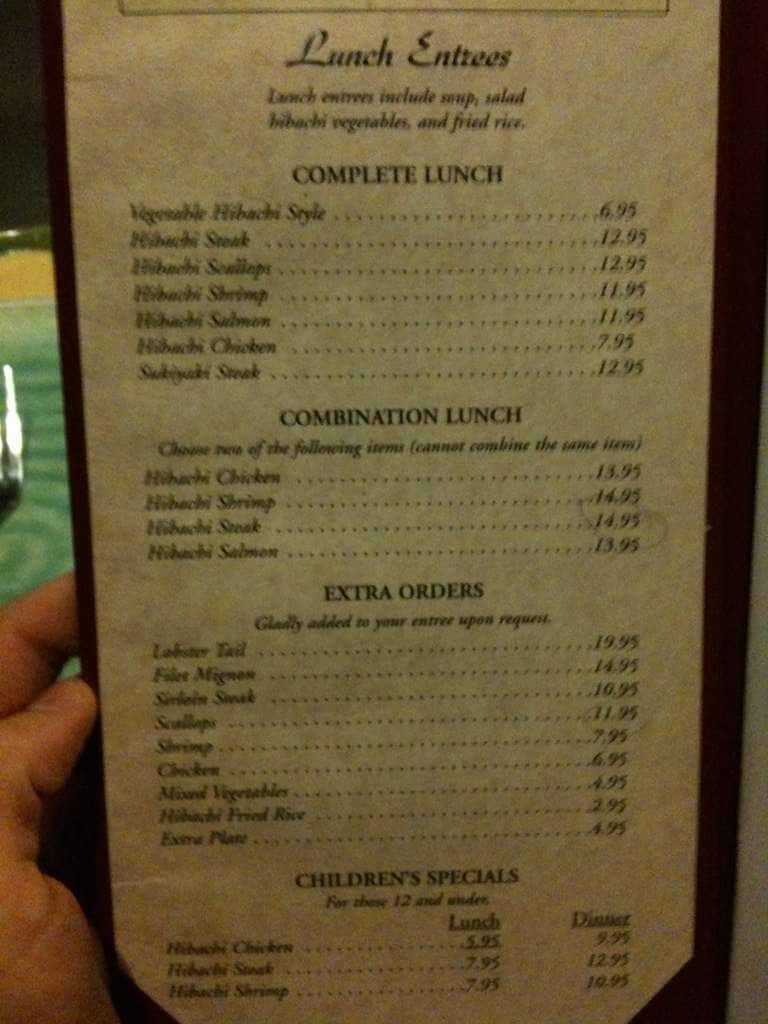 Lunch Entrees
Lunch entrees include soup, salad
hibachi vegetables, and fried rice.
COMPLETE LUNCH
Vegetable Hibachi Style ........................ 6.95
Hibachi Steak ........................ 12.95
Hibachi Scallops ........................ 12.95
Hibachi Shrimp ........................ 11.95
Hibachi Salmon ........................ 11.95
Hibachi Chicken ........................ 7.95
Sukiyaki Steak ........................ 12.95
COMBINATION LUNCH
Choose two of the following items (cannot combine the same item)
Hibachi Chicken ........................ 13.95
Hibachi Shrimp ........................ 14.95
Hibachi Steak ........................ 14.95
Hibachi Salmon ........................ 13.95
EXTRA ORDERS
Gladly added to your entree upon request.
Lobster Tail ........................ 19.95
Filet Mignon ........................ 14.95
Sirloin Steak ........................ 10.95
Scallops ........................ 11.95
Shrimp ........................ 7.95
Chicken ........................ 6.95
Mixed Vegetables ........................ 4.95
Hibachi Fried Rice ........................ 2.95
Extra Plate ........................ 4.95
CHILDREN'S SPECIALS
For those 12 and under.
Lunch Dinner
Hibachi Chicken ............ 5.95 9.95
Hibachi Steak ............ 7.95 12.95
Hibachi Shrimp ............ 7.95 10.95